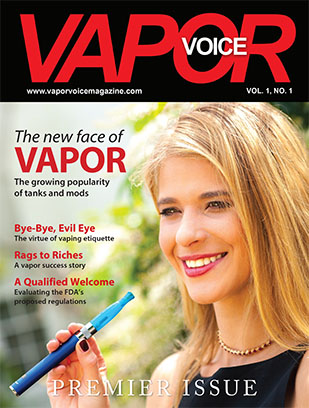 VAPOR
VOICE
www.vaporvoicemagazine.com
VOL. 1, NO. 1
The new face of
VAPOR
The growing popularity
of tanks and mods
Bye-Bye, Evil Eye
The virtue of vaping etiquette
Rags to Riches
A vapor success story
A Qualified Welcome
Evaluating the FDA's
proposed regulations
PREMIER ISSUE